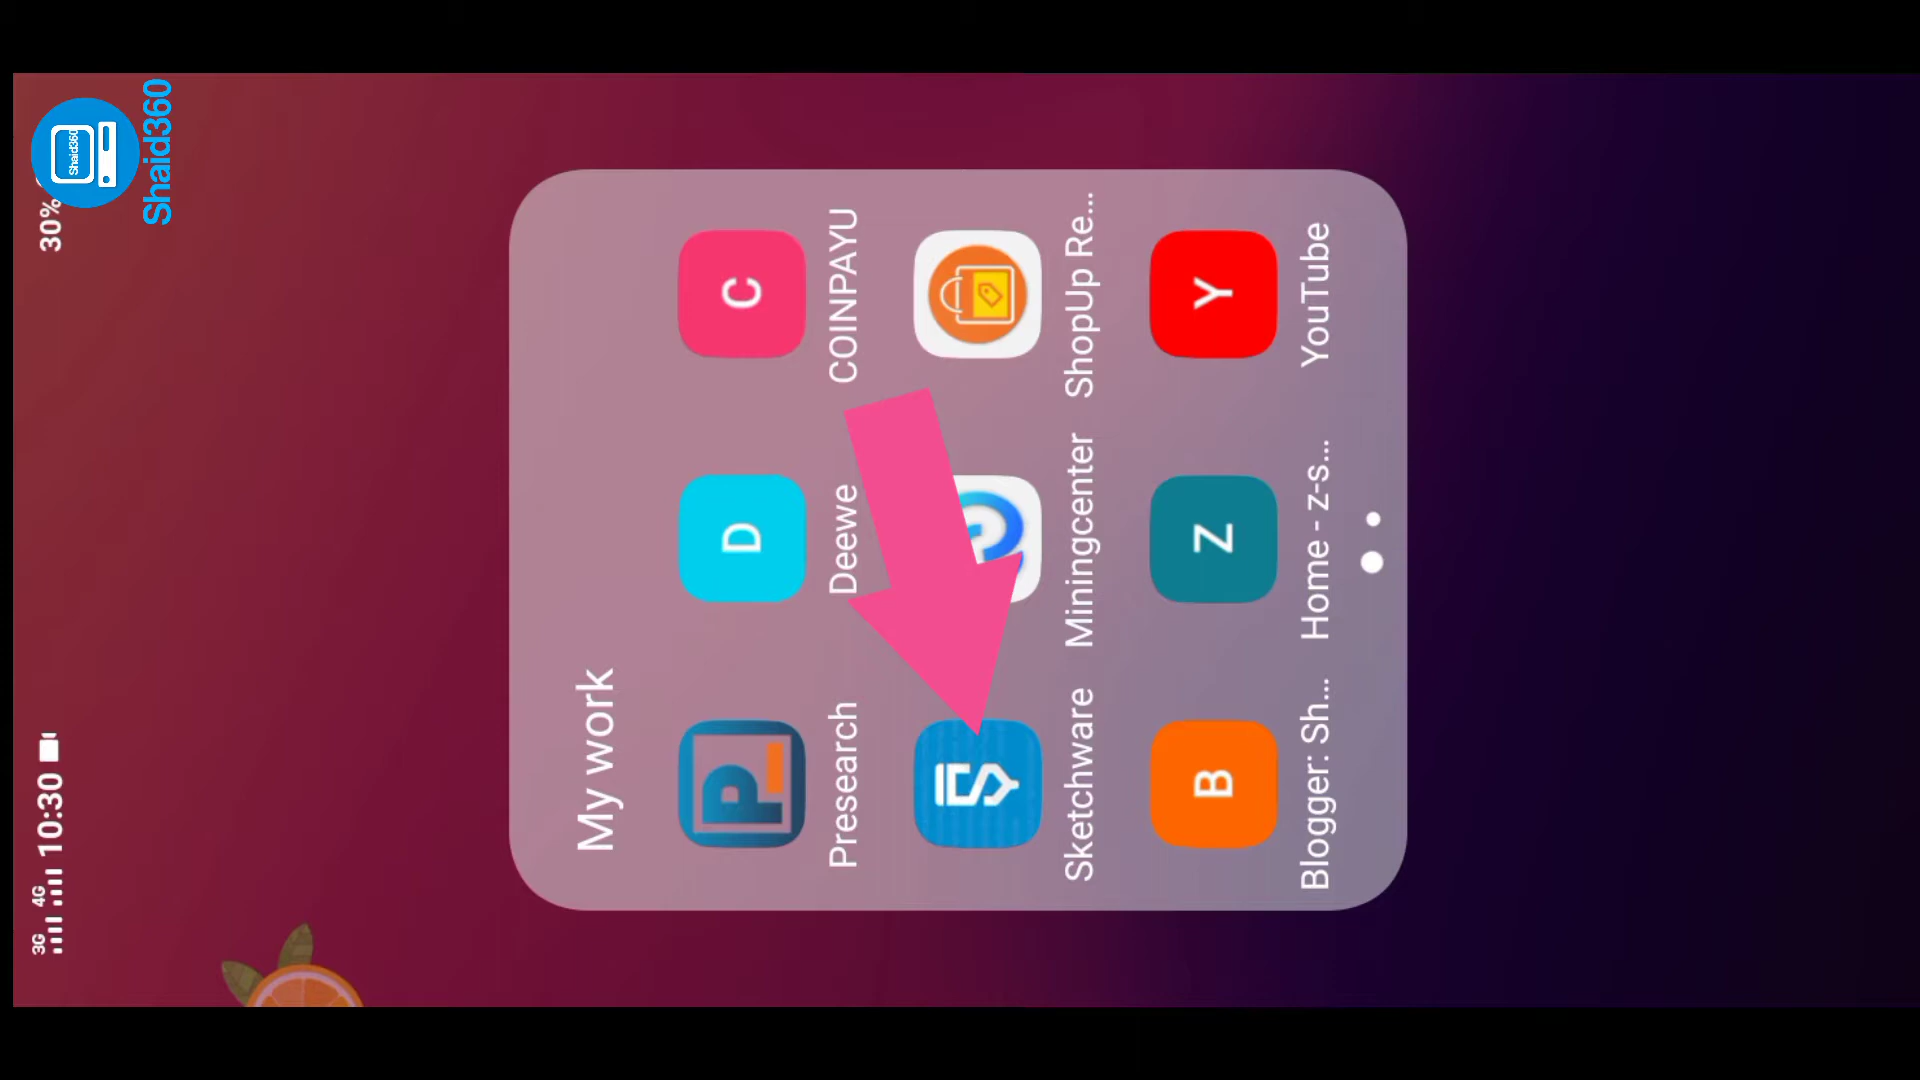 3G 4G 10:30
30%
Shaid360
Shaid360
My work
P
D
C
Presearch
Deewe
COINPAYU
Sketchware
Miningcenter
ShopUp Re...
B
Z
Y
Blogger: Sh...
Home - z-s...
YouTube